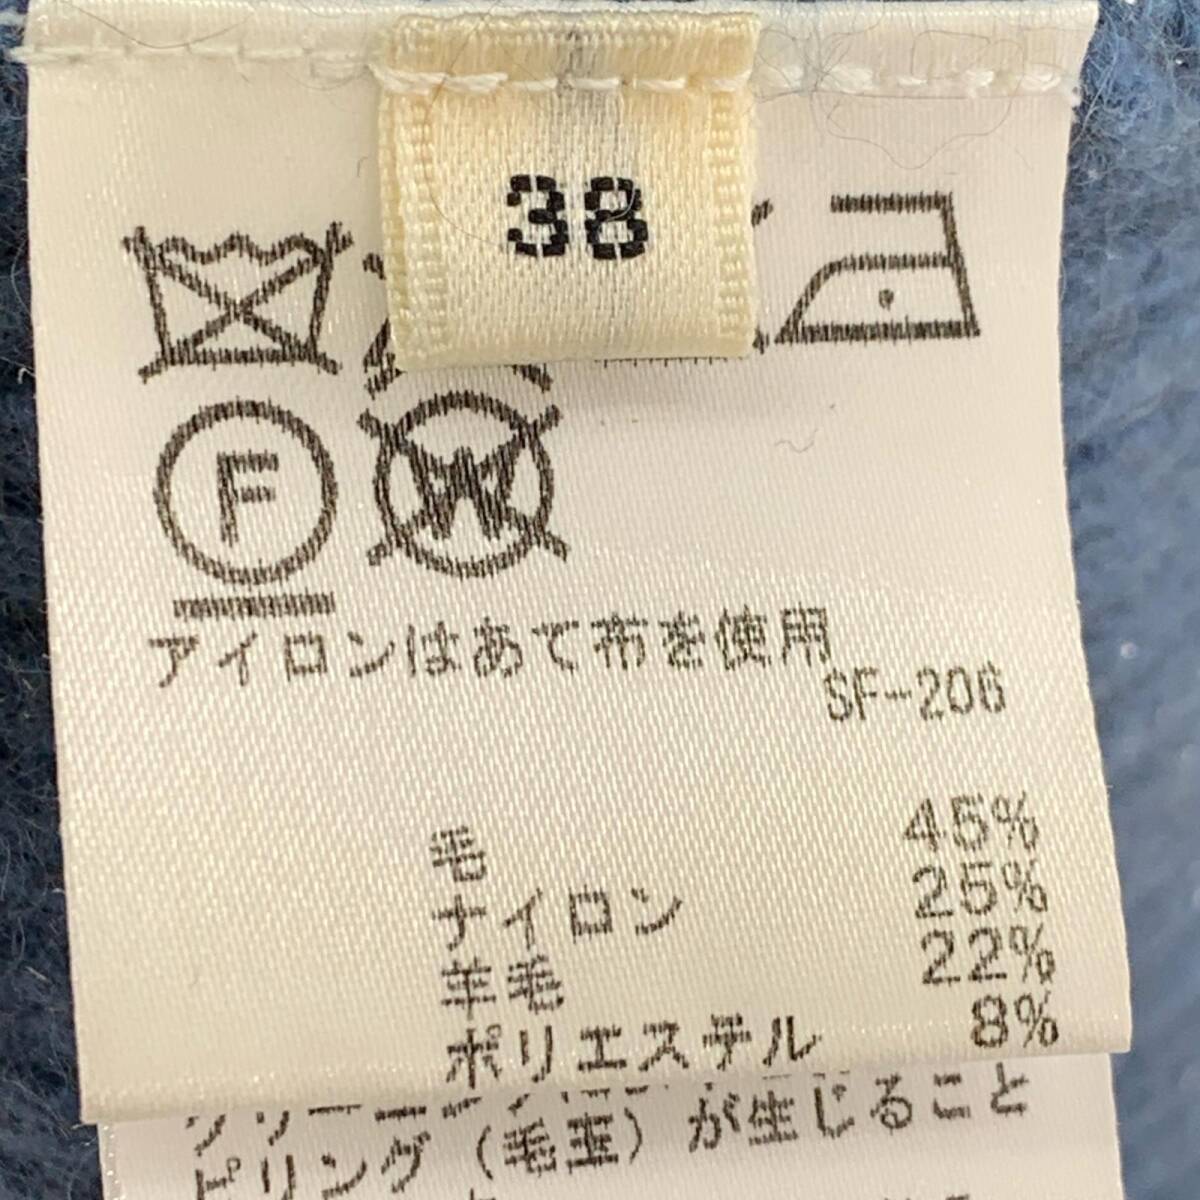 38
F
W
アイロンはあて布を使用
SF-206
毛 45%
ナイロン 25%
羊毛 22%
ポリエステル 8%
が生じること
ピリング(毛玉)